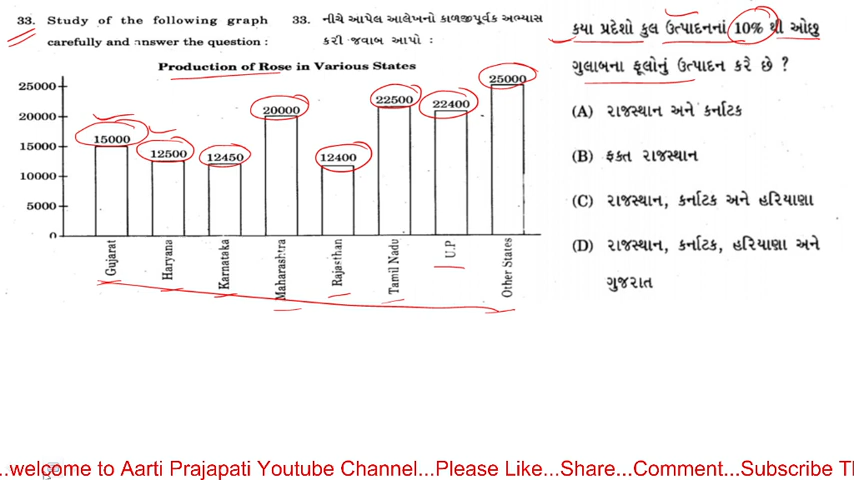 33. Study of the following graph
carefully and answer the question :
33. નીચે આપેલ આલેખનો કાળજીપૂર્વક અભ્યાસ
કરી જવાબ આપો :
Production of Rose in Various States
25000
20000
15000
10000
5000
0
15000
12500
12450
20000
12400
22500
22400
25000
Gujarat
Haryana
Karnataka
Maharashtra
Rajasthan
Tamil Nadu
U.P
Other States
કયા પ્રદેશો કુલ ઉત્પાદનનાં 10% થી ઓછુ
ગુલાબના ફૂલોનું ઉત્પાદન કરે છે ?
(A) રાજસ્થાન અને કર્નાટક
(B) ફક્ત રાજસ્થાન
(C) રાજસ્થાન, કર્નાટક અને હરિયાણા
(D) રાજસ્થાન, કર્નાટક, હરિયાણા અને
ગુજરાત
..welcome to Aarti Prajapati Youtube Channel...Please Like...Share...Comment...Subscribe